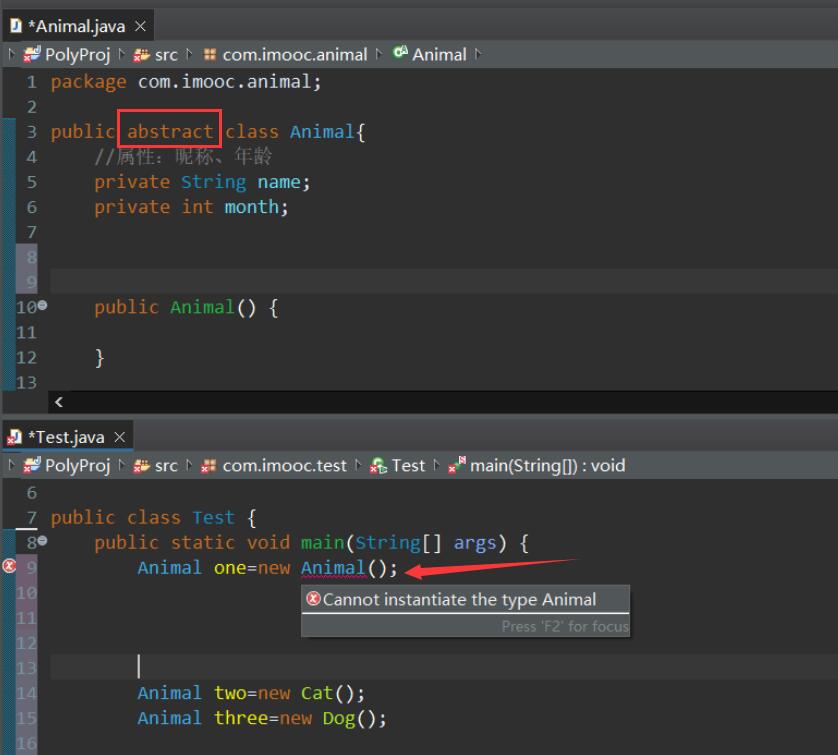 *Animal.java
PolyProj src com.imooc.animal Animal
1 package com.imooc.animal;
2
3 public abstract class Animal{
4 //属性：昵称、年龄
5 private String name;
6 private int month;
7
8
9
10 public Animal() {
11
12 }
13
<
*Test.java
PolyProj src com.imooc.test Test main(String[]) : void
6
7 public class Test {
8 public static void main(String[] args) {
9 Animal one=new Animal();
10 Cannot instantiate the type Animal
11 Press 'F2' for focus
12
13
14 Animal two=new Cat();
15 Animal three=new Dog();
16